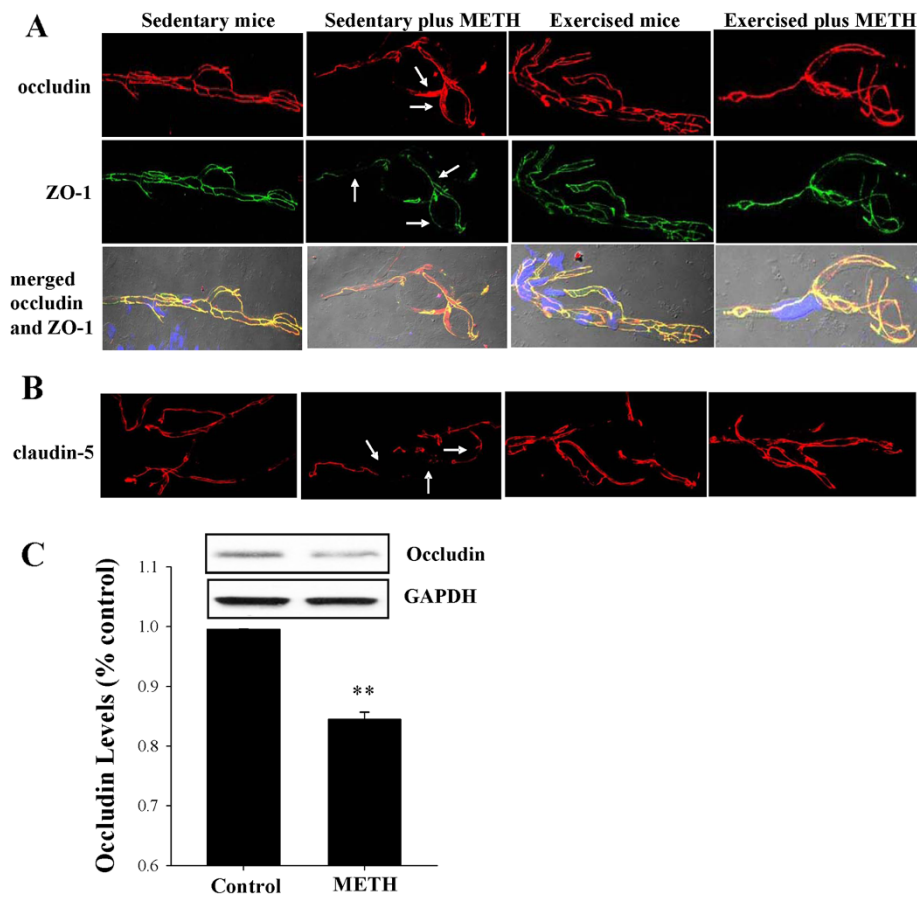 A
Sedentary mice
Sedentary plus METH
Exercised mice
Exercised plus METH
occludin
ZO-1
merged
occludin
and ZO-1
B
claudin-5
C
Occludin
GAPDH
Occludin Levels (% control)
1.1
1.0
0.9
0.8
0.7
0.6
**
Control
METH